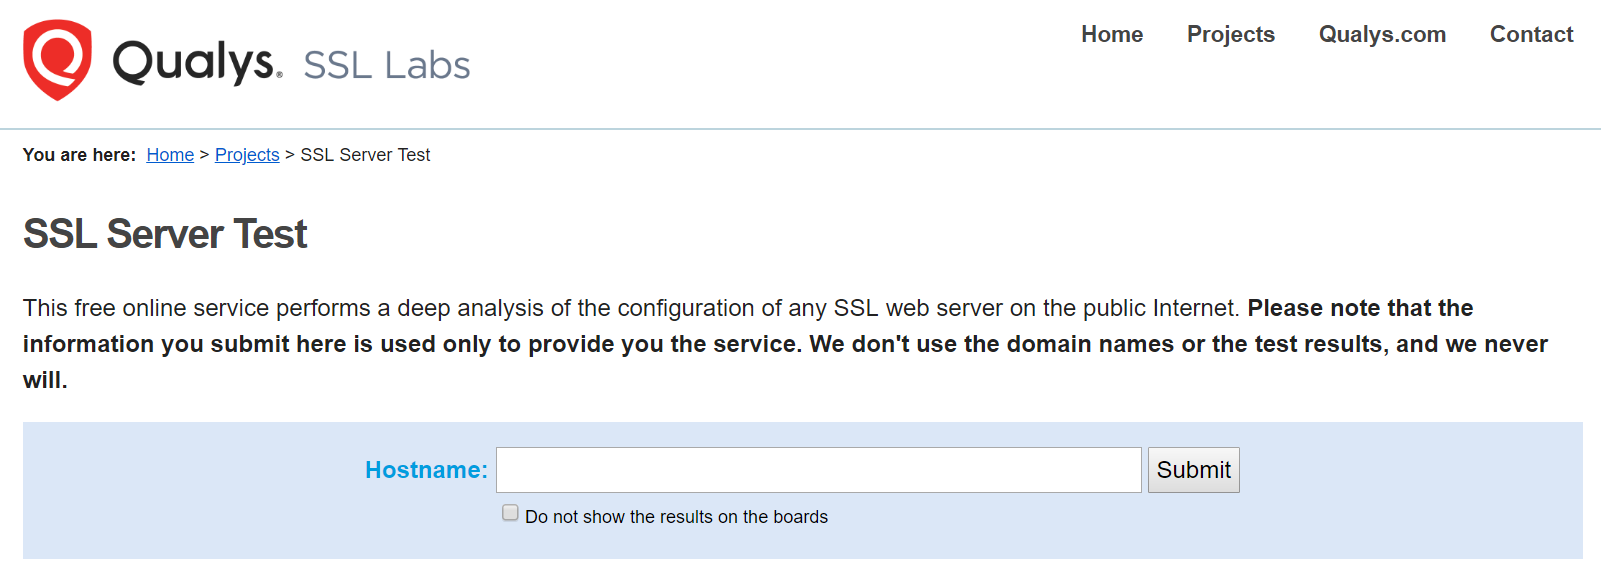 Qualys. SSL Labs
Home Projects Qualys.com Contact
You are here: Home > Projects > SSL Server Test
SSL Server Test
This free online service performs a deep analysis of the configuration of any SSL web server on the public Internet. Please note that the
information you submit here is used only to provide you the service. We don't use the domain names or the test results, and we never
will.
Hostname: Submit
Do not show the results on the boards